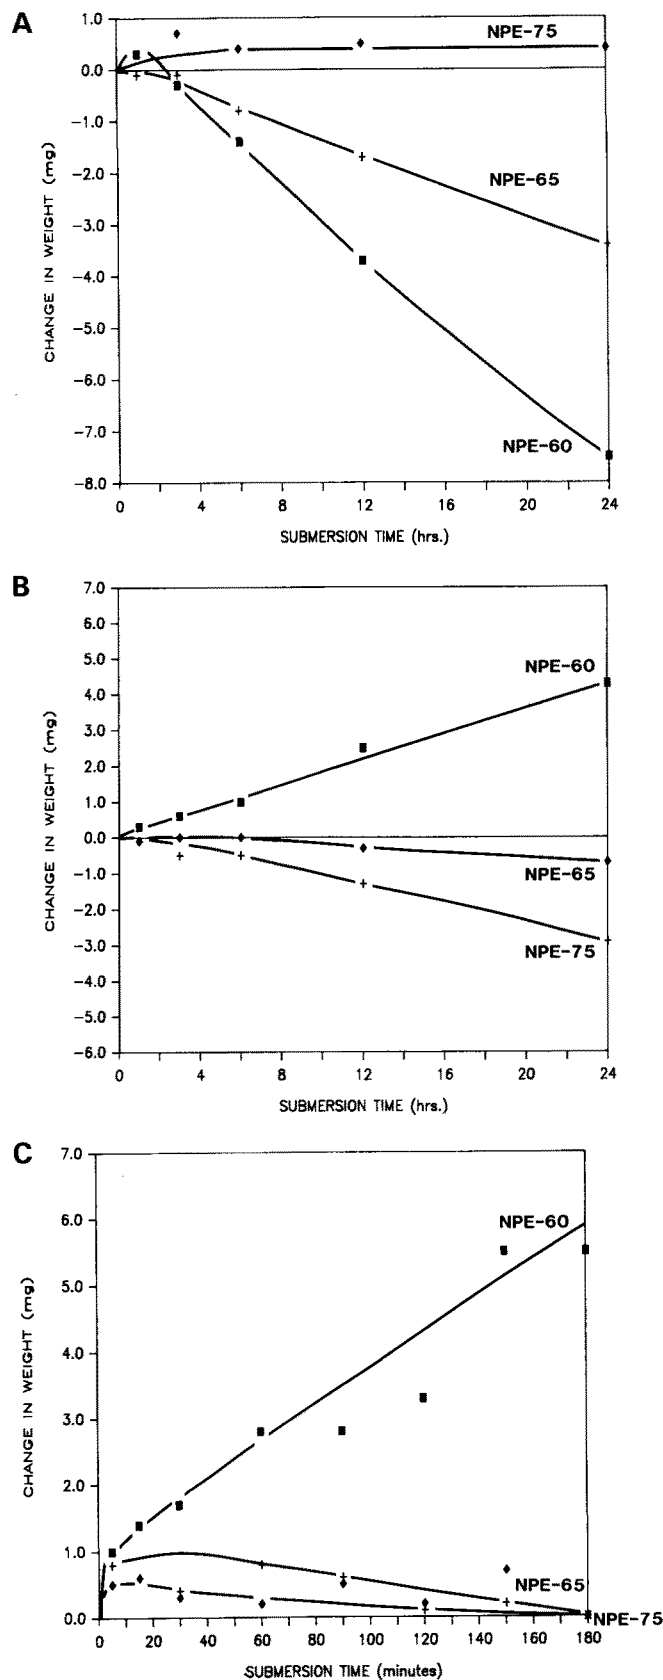 A
1.0
0.0
-1.0
-2.0
-3.0
-4.0
-5.0
-6.0
-7.0
-8.0
CHANGE IN WEIGHT (mg)
NPE-75
NPE-65
NPE-60
0 4 8 12 16 20 24
SUBMERSION TIME (hrs.)
B
7.0
6.0
5.0
4.0
3.0
2.0
1.0
0.0
-1.0
-2.0
-3.0
-4.0
-5.0
-6.0
CHANGE IN WEIGHT (mg)
NPE-60
NPE-65
NPE-75
0 4 8 12 16 20 24
SUBMERSION TIME (hrs.)
C
7.0
6.0
5.0
4.0
3.0
2.0
1.0
0.0
CHANGE IN WEIGHT (mg)
NPE-60
NPE-65
NPE-75
0 20 40 60 80 100 120 140 160 180
SUBMERSION TIME (minutes)